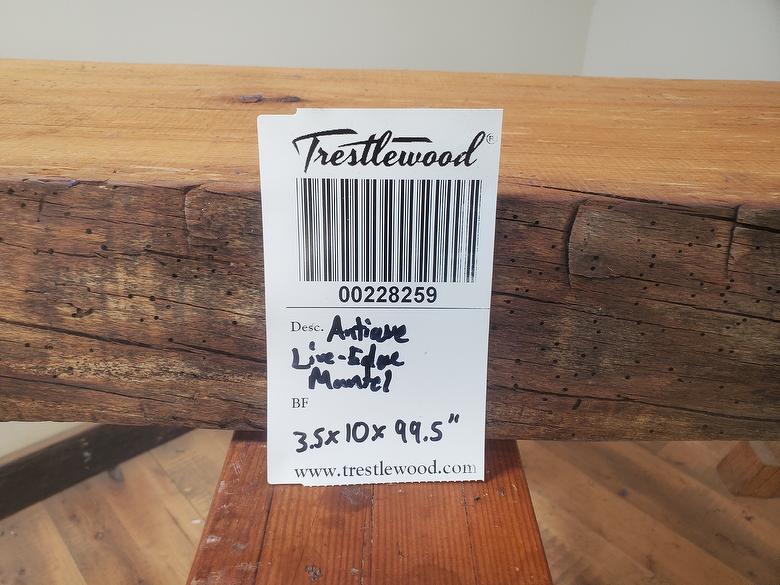 Trestlewood®
00228259
Desc. Antique
Live-Edge
Mantel
BF
3.5x10x99.5"
www.trestlewood.com